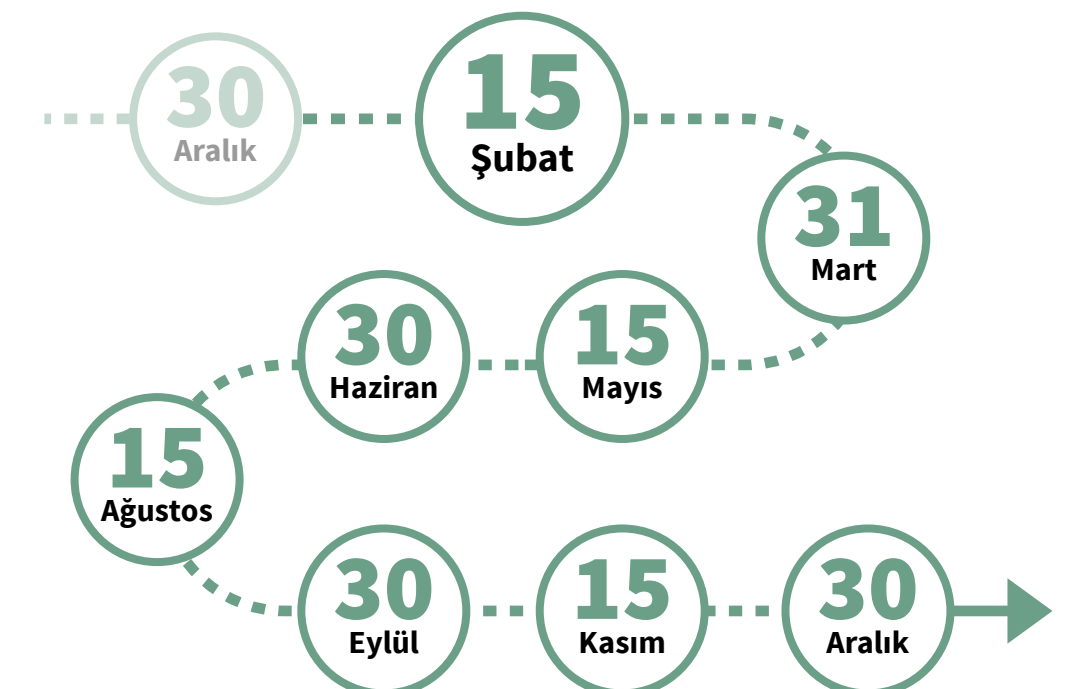 30
Aralık
15
Şubat
31
Mart
15
Mayıs
30
Haziran
15
Ağustos
30
Eylül
15
Kasım
30
Aralık